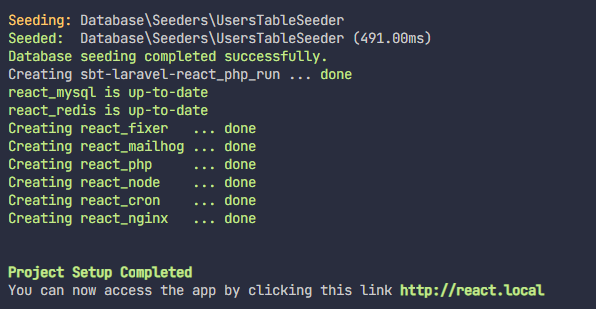 Seeding: Database\Seeders\UsersTableSeeder
Seeded:  Database\Seeders\UsersTableSeeder (491.00ms)
Database seeding completed successfully.
Creating sbt-laravel-react_php_run ... done
react_mysql is up-to-date
react_redis is up-to-date
Creating react_fixer   ... done
Creating react_mailhog ... done
Creating react_php     ... done
Creating react_node    ... done
Creating react_cron    ... done
Creating react_nginx   ... done
Project Setup Completed
You can now access the app by clicking this link http://react.local